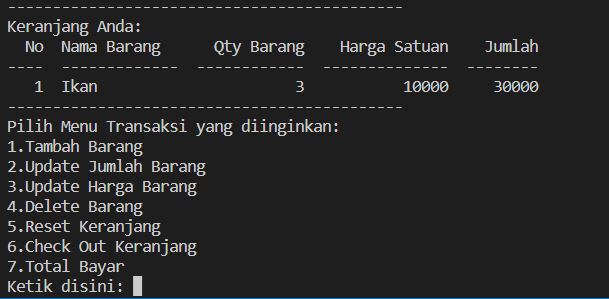 --------------------------------------------
Keranjang Anda:
  No  Nama Barang      Qty Barang    Harga Satuan    Jumlah
----  -------------  ------------  --------------  --------
   1  Ikan                      3           10000     30000
--------------------------------------------
Pilih Menu Transaksi yang diinginkan:
1.Tambah Barang
2.Update Jumlah Barang
3.Update Harga Barang
4.Delete Barang
5.Reset Keranjang
6.Check Out Keranjang
7.Total Bayar
Ketik disini: